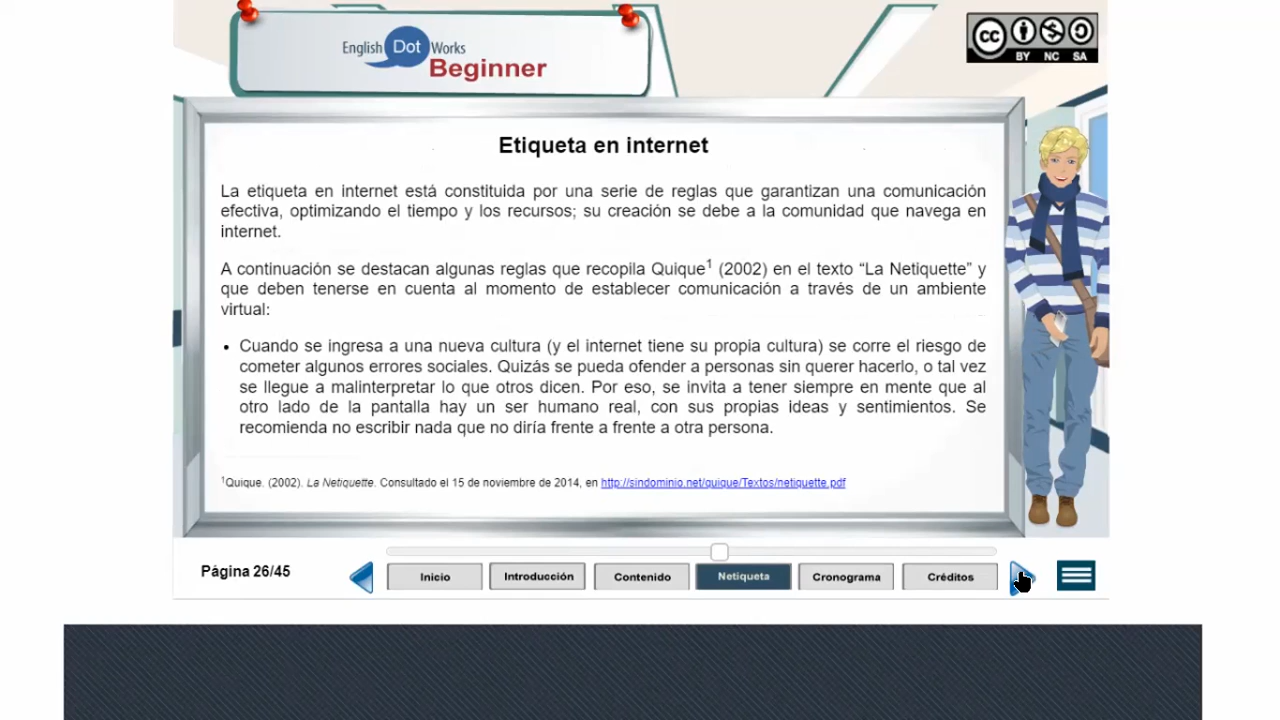 English Dot Works
Beginner
cc
BY NC SA
Etiqueta en internet
La etiqueta en internet está constituida por una serie de reglas que garantizan una comunicación
efectiva, optimizando el tiempo y los recursos; su creación se debe a la comunidad que navega en
internet.
A continuación se destacan algunas reglas que recopila Quique¹ (2002) en el texto “La Netiquette” y
que deben tenerse en cuenta al momento de establecer comunicación a través de un ambiente
virtual:
• Cuando se ingresa a una nueva cultura (y el internet tiene su propia cultura) se corre el riesgo de
cometer algunos errores sociales. Quizás se pueda ofender a personas sin querer hacerlo, o tal vez
se llegue a malinterpretar lo que otros dicen. Por eso, se invita a tener siempre en mente que al
otro lado de la pantalla hay un ser humano real, con sus propias ideas y sentimientos. Se
recomienda no escribir nada que no diría frente a frente a otra persona.
¹Quique. (2002). La Netiquette. Consultado el 15 de noviembre de 2014, en http://sindominio.net/quique/Textos/netiquette.pdf
Página 26/45
Inicio
Introducción
Contenido
Netiqueta
Cronograma
Créditos